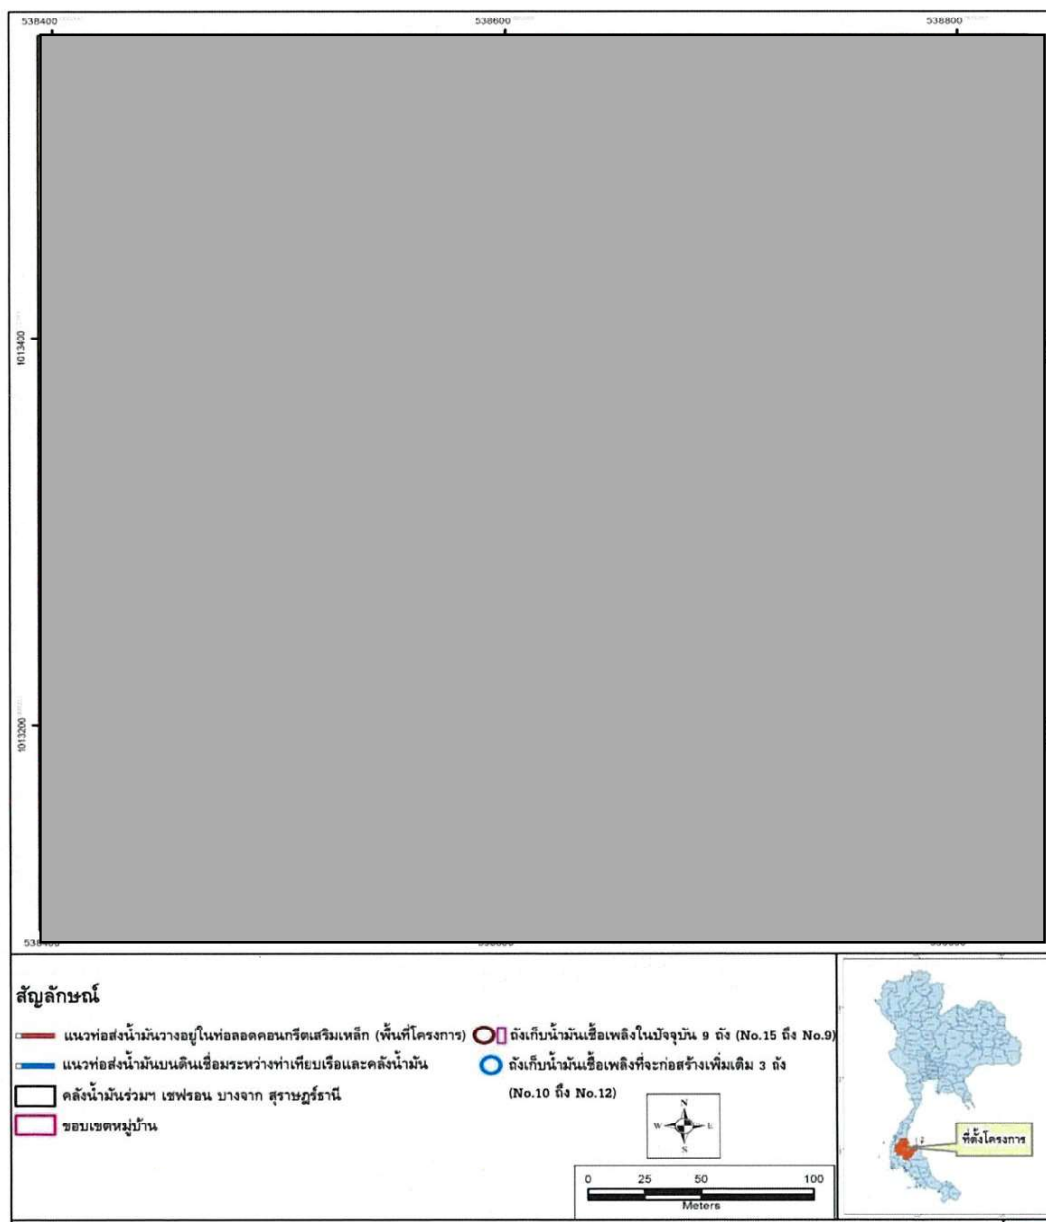 538400 538600 538800
1013400
1013200
สัญลักษณ์
แนวท่อส่งน้ำมันวางอยู่ในท่อลอดคอนกรีตเสริมเหล็ก (พื้นที่โครงการ)
แนวท่อส่งน้ำมันบนดินเชื่อมระหว่างท่าเทียบเรือและคลังน้ำมัน
คลังน้ำมันร่วมฯ เชฟรอน บางจาก สุราษฎร์ธานี
ขอบเขตหมู่บ้าน
ถังเก็บน้ำมันเชื้อเพลิงในปัจจุบัน 9 ถัง (No.15 ถึง No.9)
ถังเก็บน้ำมันเชื้อเพลิงที่จะก่อสร้างเพิ่มเติม 3 ถัง
(No.10 ถึง No.12)
N
W E
S
0 25 50 100
Meters
ที่ตั้งโครงการ